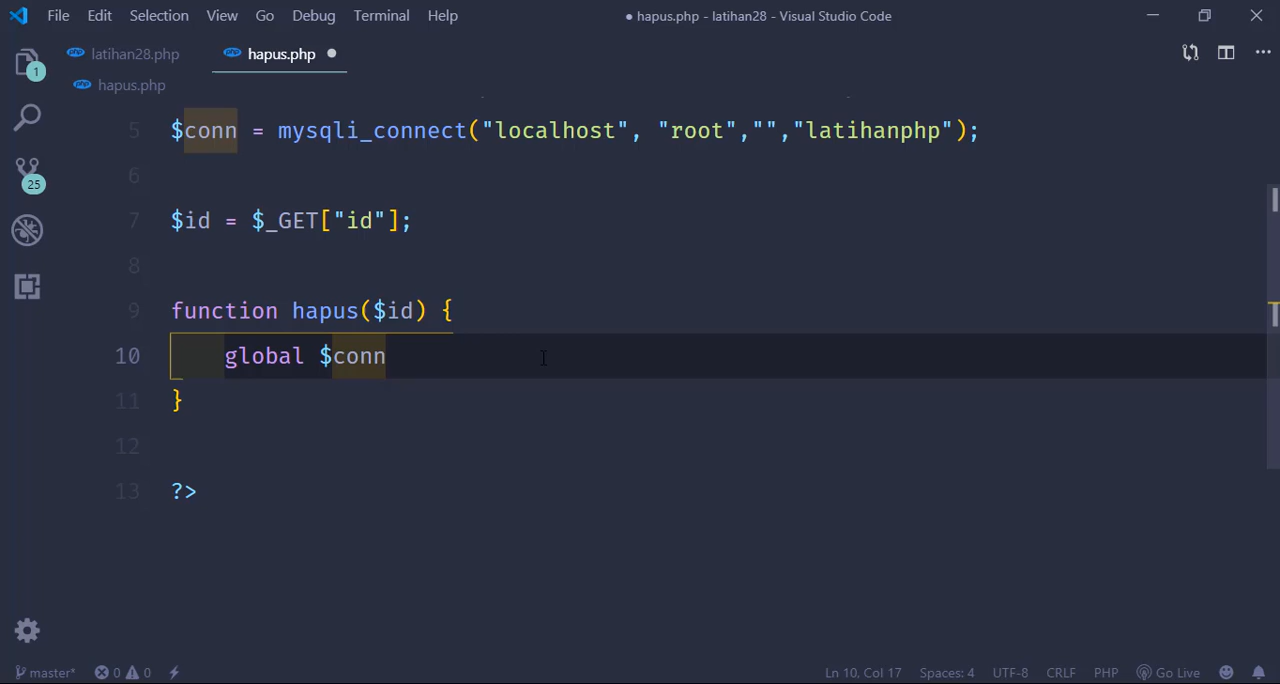 File Edit Selection View Go Debug Terminal Help ● hapus.php - latihan28 - Visual Studio Code
php latihan28.php php hapus.php ●
1
php hapus.php
5 $conn = mysqli_connect("localhost", "root","","latihanphp");
6
25
7 $id = $_GET["id"];
8
9 function hapus($id) {
10 global $conn
11 }
12
13 ?>
master* 0 0 Ln 10, Col 17 Spaces: 4 UTF-8 CRLF PHP Go Live